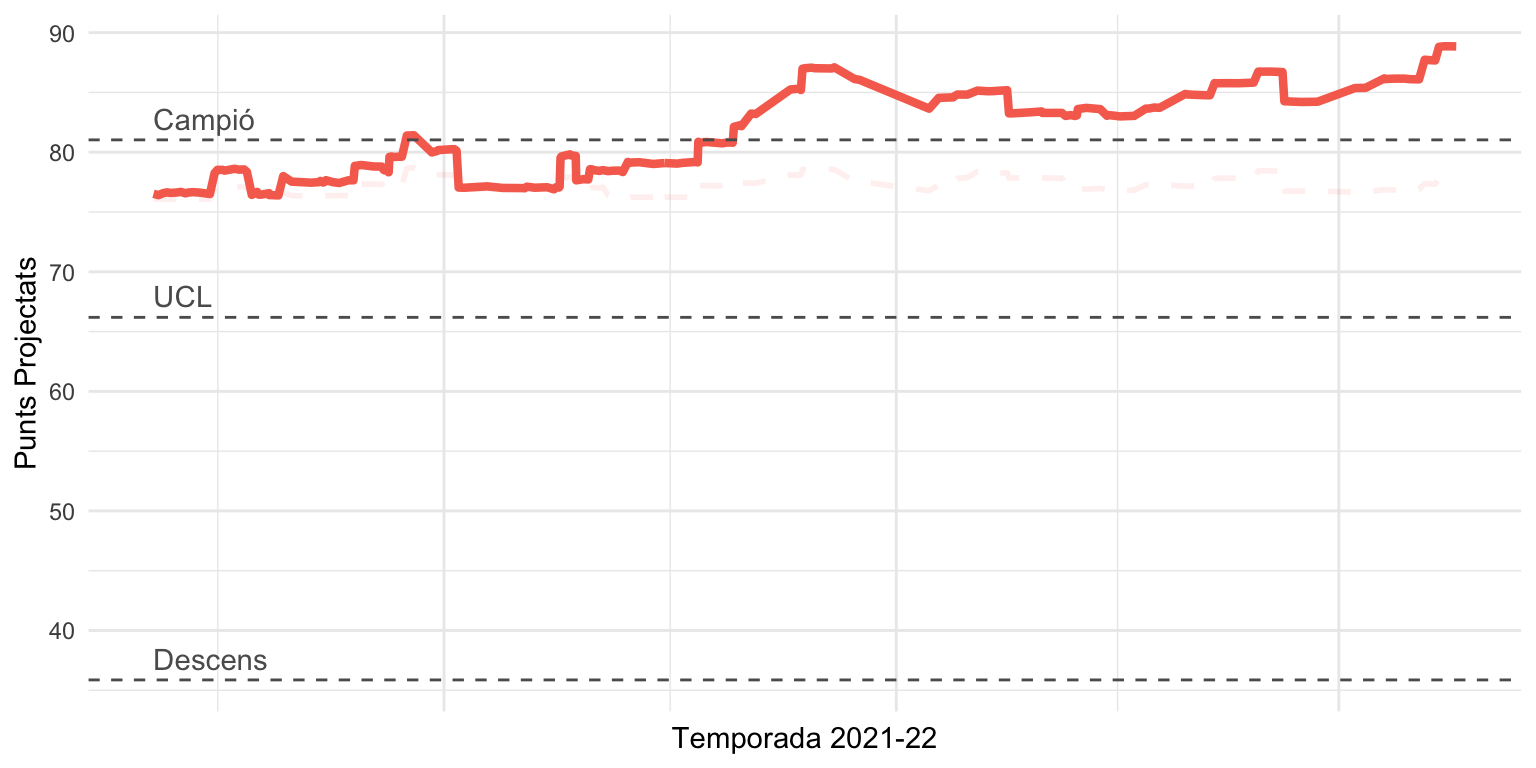 90
Campió
80
70
UCL
60
50
40
Descens
Punts Projectats
Temporada 2021-22